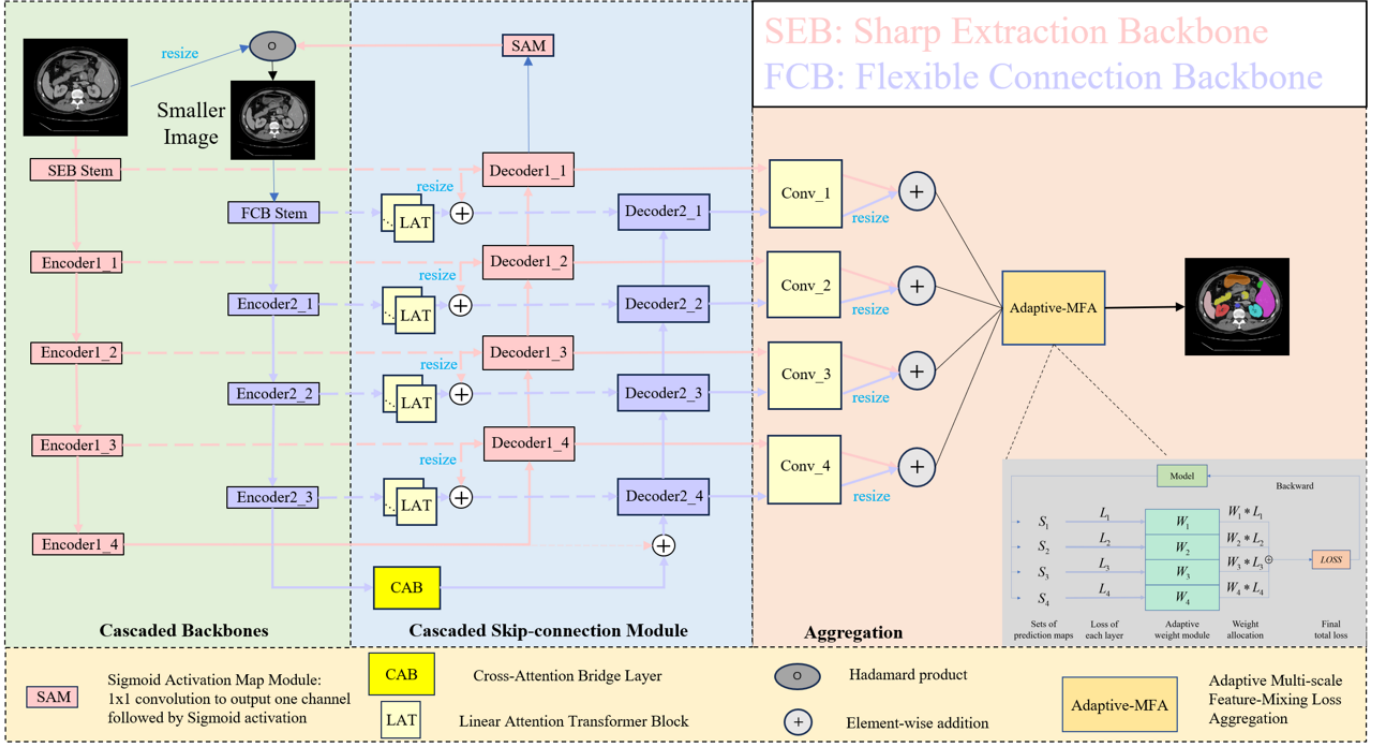 SEB: Sharp Extraction Backbone
FCB: Flexible Connection Backbone
resize
SAM
Smaller
Image
SEB Stem
Decoder1_1
resize
Conv_1
FCB Stem
LAT
Decoder2_1
resize
Encoder1_1
Decoder1_2
resize
Conv_2
Encoder2_1
LAT
Decoder2_2
resize
Adaptive-MFA
Encoder1_2
Decoder1_3
resize
Conv_3
Encoder2_2
LAT
Decoder2_3
resize
Encoder1_3
Decoder1_4
resize
Conv_4
Encoder2_3
LAT
Decoder2_4
resize
Encoder1_4
CAB
Model
Backward
S1 L1 W1 W1 * L1
S2 L2 W2 W2 * L2
S3 L3 W3 W3 * L3
S4 L4 W4 W4 * L4
LOSS
Sets of
prediction maps
Loss of
each layer
Adaptive
weight module
Weight
allocation
Final
total loss
Cascaded Backbones
Cascaded Skip-connection Module
Aggregation
SAM
Sigmoid Activation Map Module:
1x1 convolution to output one channel
followed by Sigmoid activation
CAB
Cross-Attention Bridge Layer
LAT
Linear Attention Transformer Block
Hadamard product
Element-wise addition
Adaptive-MFA
Adaptive Multi-scale
Feature-Mixing Loss
Aggregation